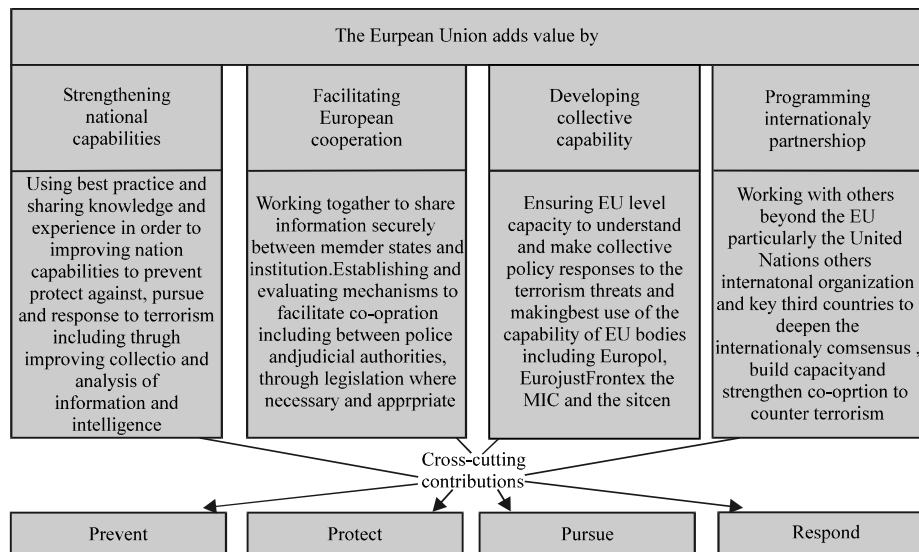 The Eurpean Union adds value by
Strengthening
national
capabilities
Facilitating
European
cooperation
Developing
collective
capability
Programming
internationaly
partnershiop
Using best practice and
sharing knowledge and
experience in order to
improving nation
capabilities to prevent
protect against, pursue
and response to terrorism
including thrugh
improving collectio and
analysis of
information and
intelligence
Working togather to share
information securely
between memder states and
institution.Establishing and
evaluating mechanisms to
facilitate co-opration
including between police
andjudicial authorities,
through legislation where
necessary and apprpriate
Ensuring EU level
capacity to understand
and make collective
policy responses to the
terrorism threats and
makingbest use of the
capability of EU bodies
including Europol,
EurojustFrontex the
MIC and the sitcen
Working with others
beyond the EU
particularly the United
Nations others
internatonal organization
and key third countries to
deepen the
internationaly comsensus ,
build capacityand
strengthen co-oprtion to
counter terrorism
Cross-cutting
contributions
Prevent
Protect
Pursue
Respond